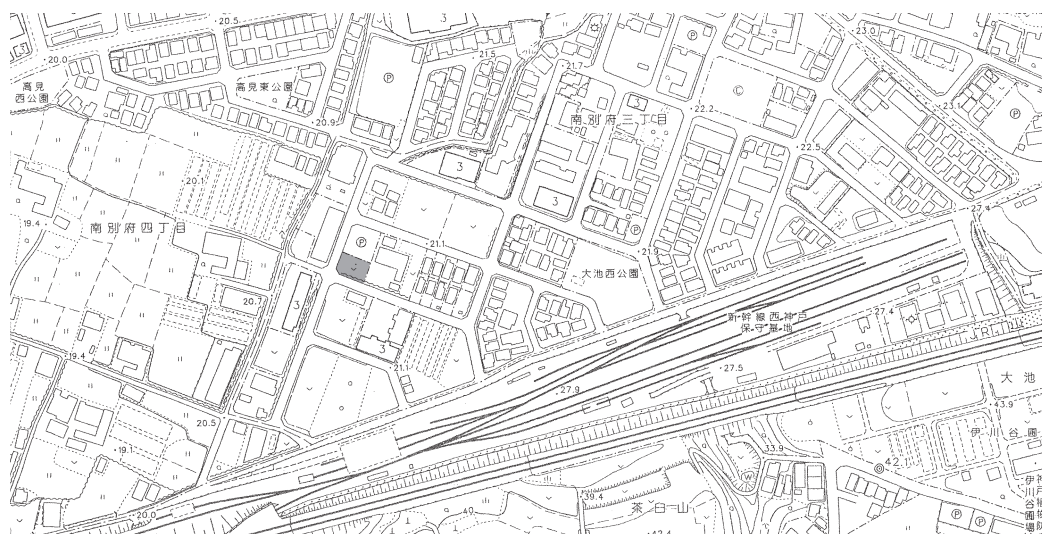 20.5
3
21.5
20.0
P
P
23.0
高見
西公園
高見東公園
21.7
23.1
P
20.9
22.2
南別府三丁目
22.5
3
20.1
19.4
南別府四丁目
3
27.4
P
21.1
21.9
P
大池西公園
20.7
3
新幹線西神戸
保守基地
27.4
3
19.4
21.1
27.5
27.9
大池
43.9
20.5
伊川谷町
19.1
33.9
42.1
W
39.4
茶臼山
20.0
40
42.4
P
P